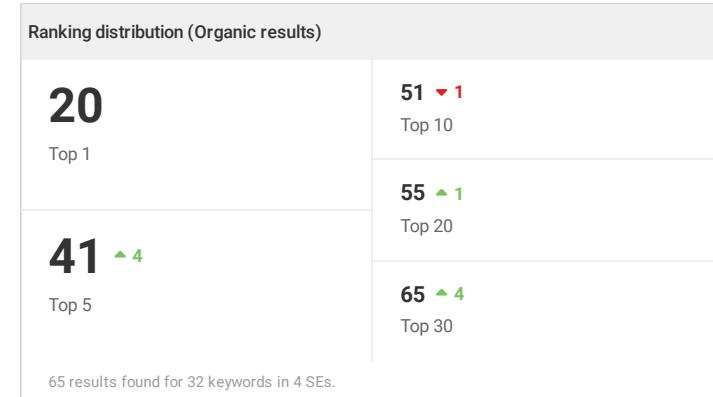 Ranking distribution (Organic results)
20
Top 1
41 4
Top 5
51 1
Top 10
55 1
Top 20
65 4
Top 30
65 results found for 32 keywords in 4 SEs.